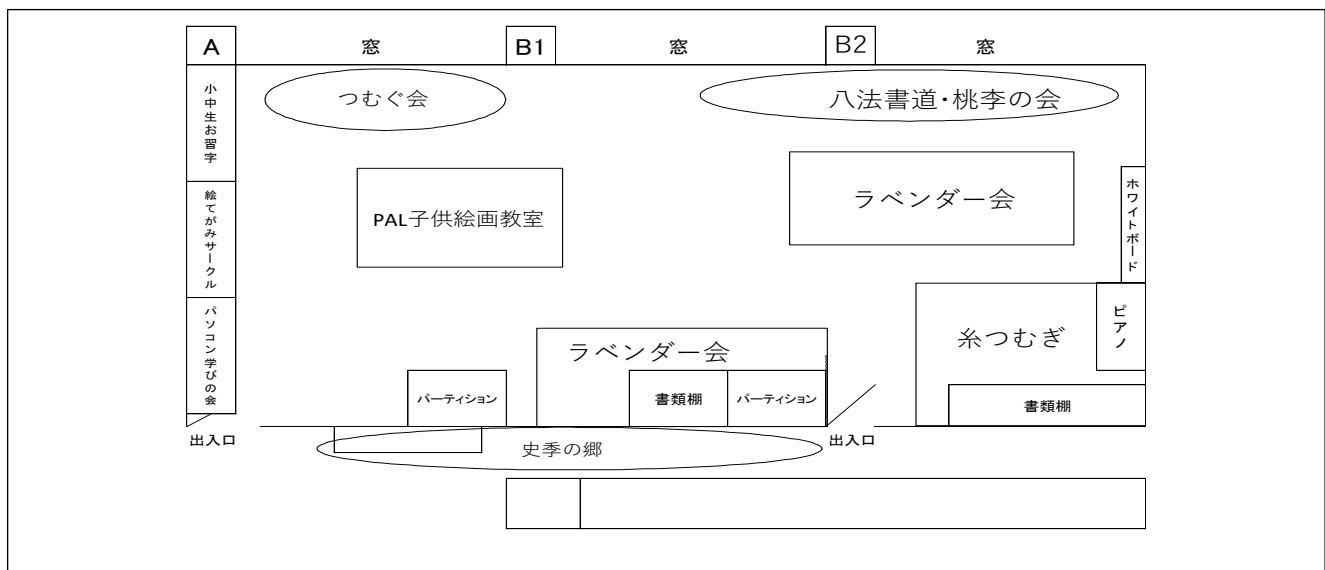 A
窓
B1
窓
B2
窓
小中生お習字
つむぐ会
八法書道・桃李の会
絵てがみサークル
PAL子供絵画教室
ラベンダー会
ホワイトボード
パソコン学びの会
ラベンダー会
糸つむぎ
ピアノ
パーティション
書類棚
パーティション
書類棚
出入口
史季の郷
出入口